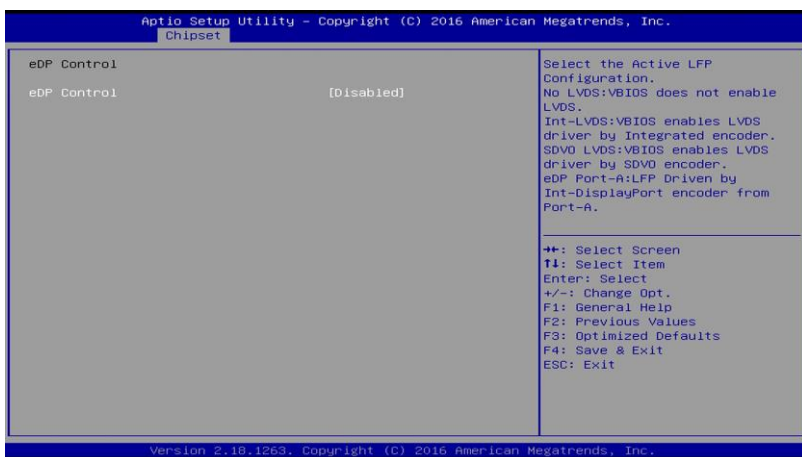 Aptio Setup Utility – Copyright (C) 2016 American Megatrends, Inc.
Chipset
eDP Control
eDP Control [Disabled]
Select the Active LFP
Configuration.
No LVDS:VBIOS does not enable
LVDS.
Int-LVDS:VBIOS enables LVDS
driver by Integrated encoder.
SDVO LVDS:VBIOS enables LVDS
driver by SDVO encoder.
eDP Port-A:LFP Driven by
Int-DisplayPort encoder from
Port-A.
→←: Select Screen
↑↓: Select Item
Enter: Select
+/-: Change Opt.
F1: General Help
F2: Previous Values
F3: Optimized Defaults
F4: Save & Exit
ESC: Exit
Version 2.18.1263. Copyright (C) 2016 American Megatrends, Inc.